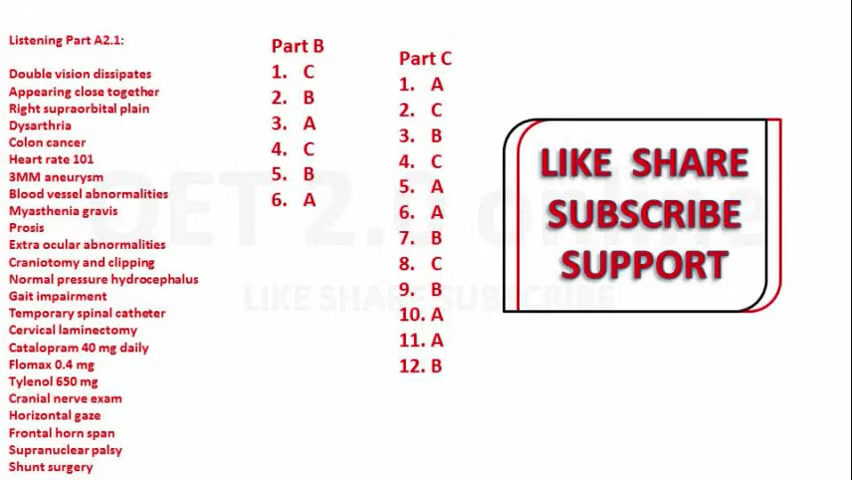 Listening Part A2.1:
Double vision dissipates
Appearing close together
Right supraorbital plain
Dysarthria
Colon cancer
Heart rate 101
3MM aneurysm
Blood vessel abnormalities
Myasthenia gravis
Prosis
Extra ocular abnormalities
Craniotomy and clipping
Normal pressure hydrocephalus
Gait impairment
Temporary spinal catheter
Cervical laminectomy
Catalopram 40 mg daily
Flomax 0.4 mg
Tylenol 650 mg
Cranial nerve exam
Horizontal gaze
Frontal horn span
Supranuclear palsy
Shunt surgery
Part B
1. C
2. B
3. A
4. C
5. B
6. A
Part C
1. A
2. C
3. B
4. C
5. A
6. A
7. B
8. C
9. B
10. A
11. A
12. B
LIKE SHARE
SUBSCRIBE
SUPPORT
OET 2.0 online
LIKE SHARE SUBSCRIBE